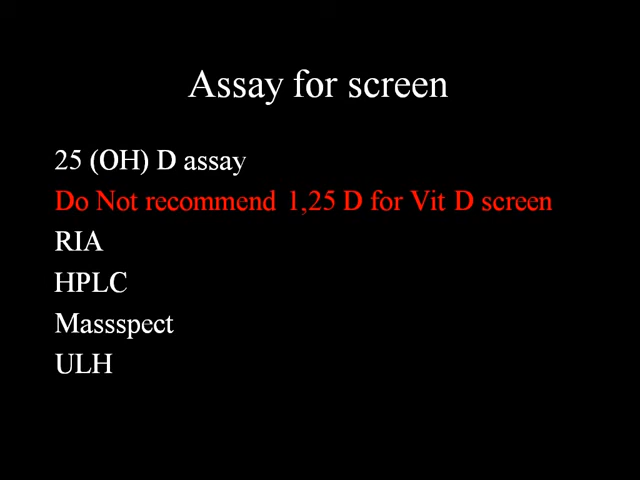 Assay for screen
25 (OH) D assay
Do Not recommend 1,25 D for Vit D screen
RIA
HPLC
Massspect
ULH